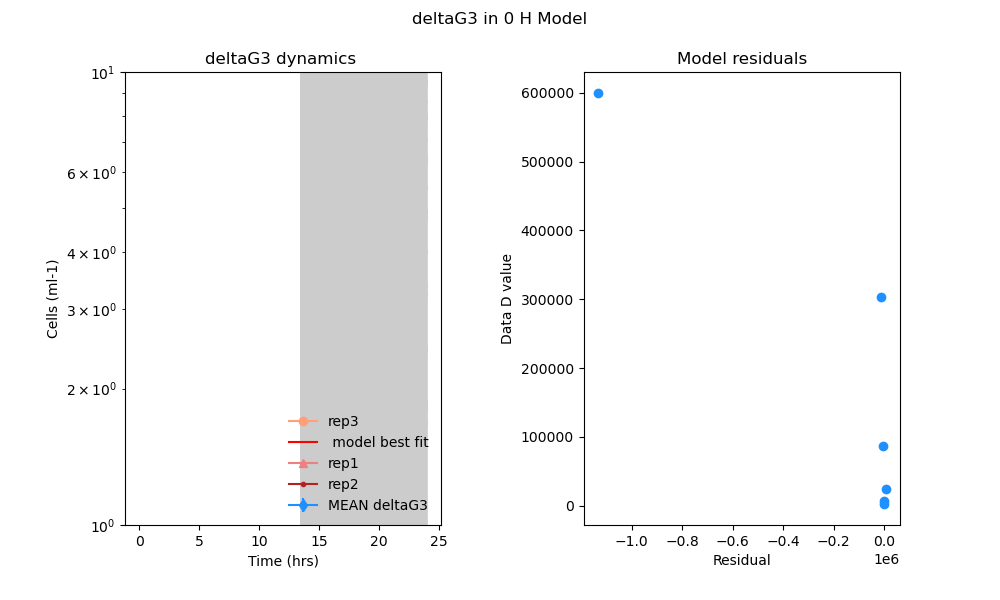 deltaG3 in 0 H Model
deltaG3 dynamics
Cells (ml-1)
10¹
6 × 10⁰
4 × 10⁰
3 × 10⁰
2 × 10⁰
10⁰
rep3
model best fit
rep1
rep2
MEAN deltaG3
0 5 10 15 20 25
Time (hrs)
Model residuals
Data D value
600000
500000
400000
300000
200000
100000
0
−1.0 −0.8 −0.6 −0.4 −0.2 0.0
1e6
Residual